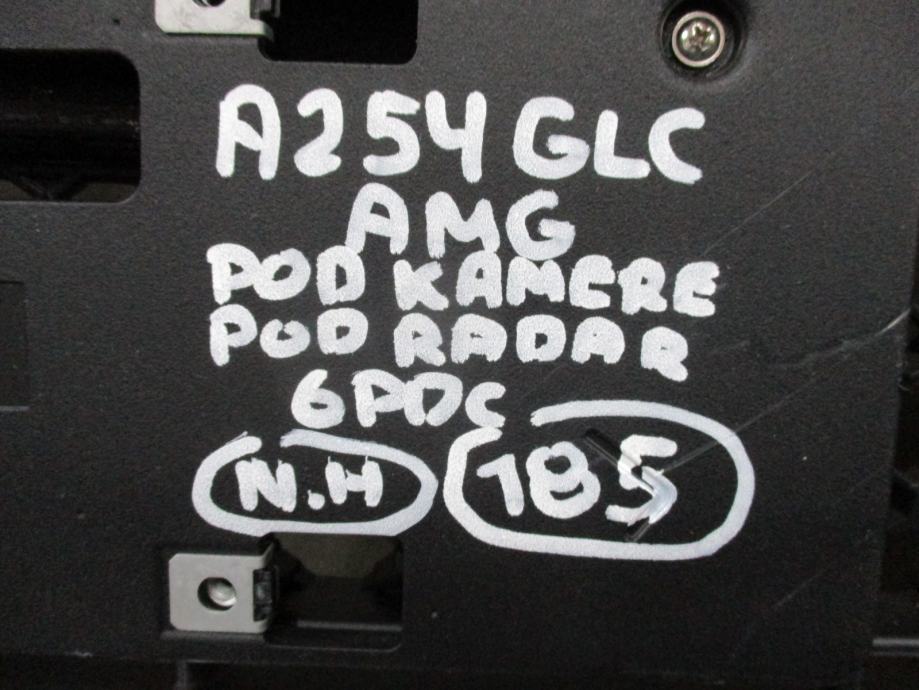 A254 GLC
AMG
POD KAMERE
POD RADAR
6PDC
N.H 185